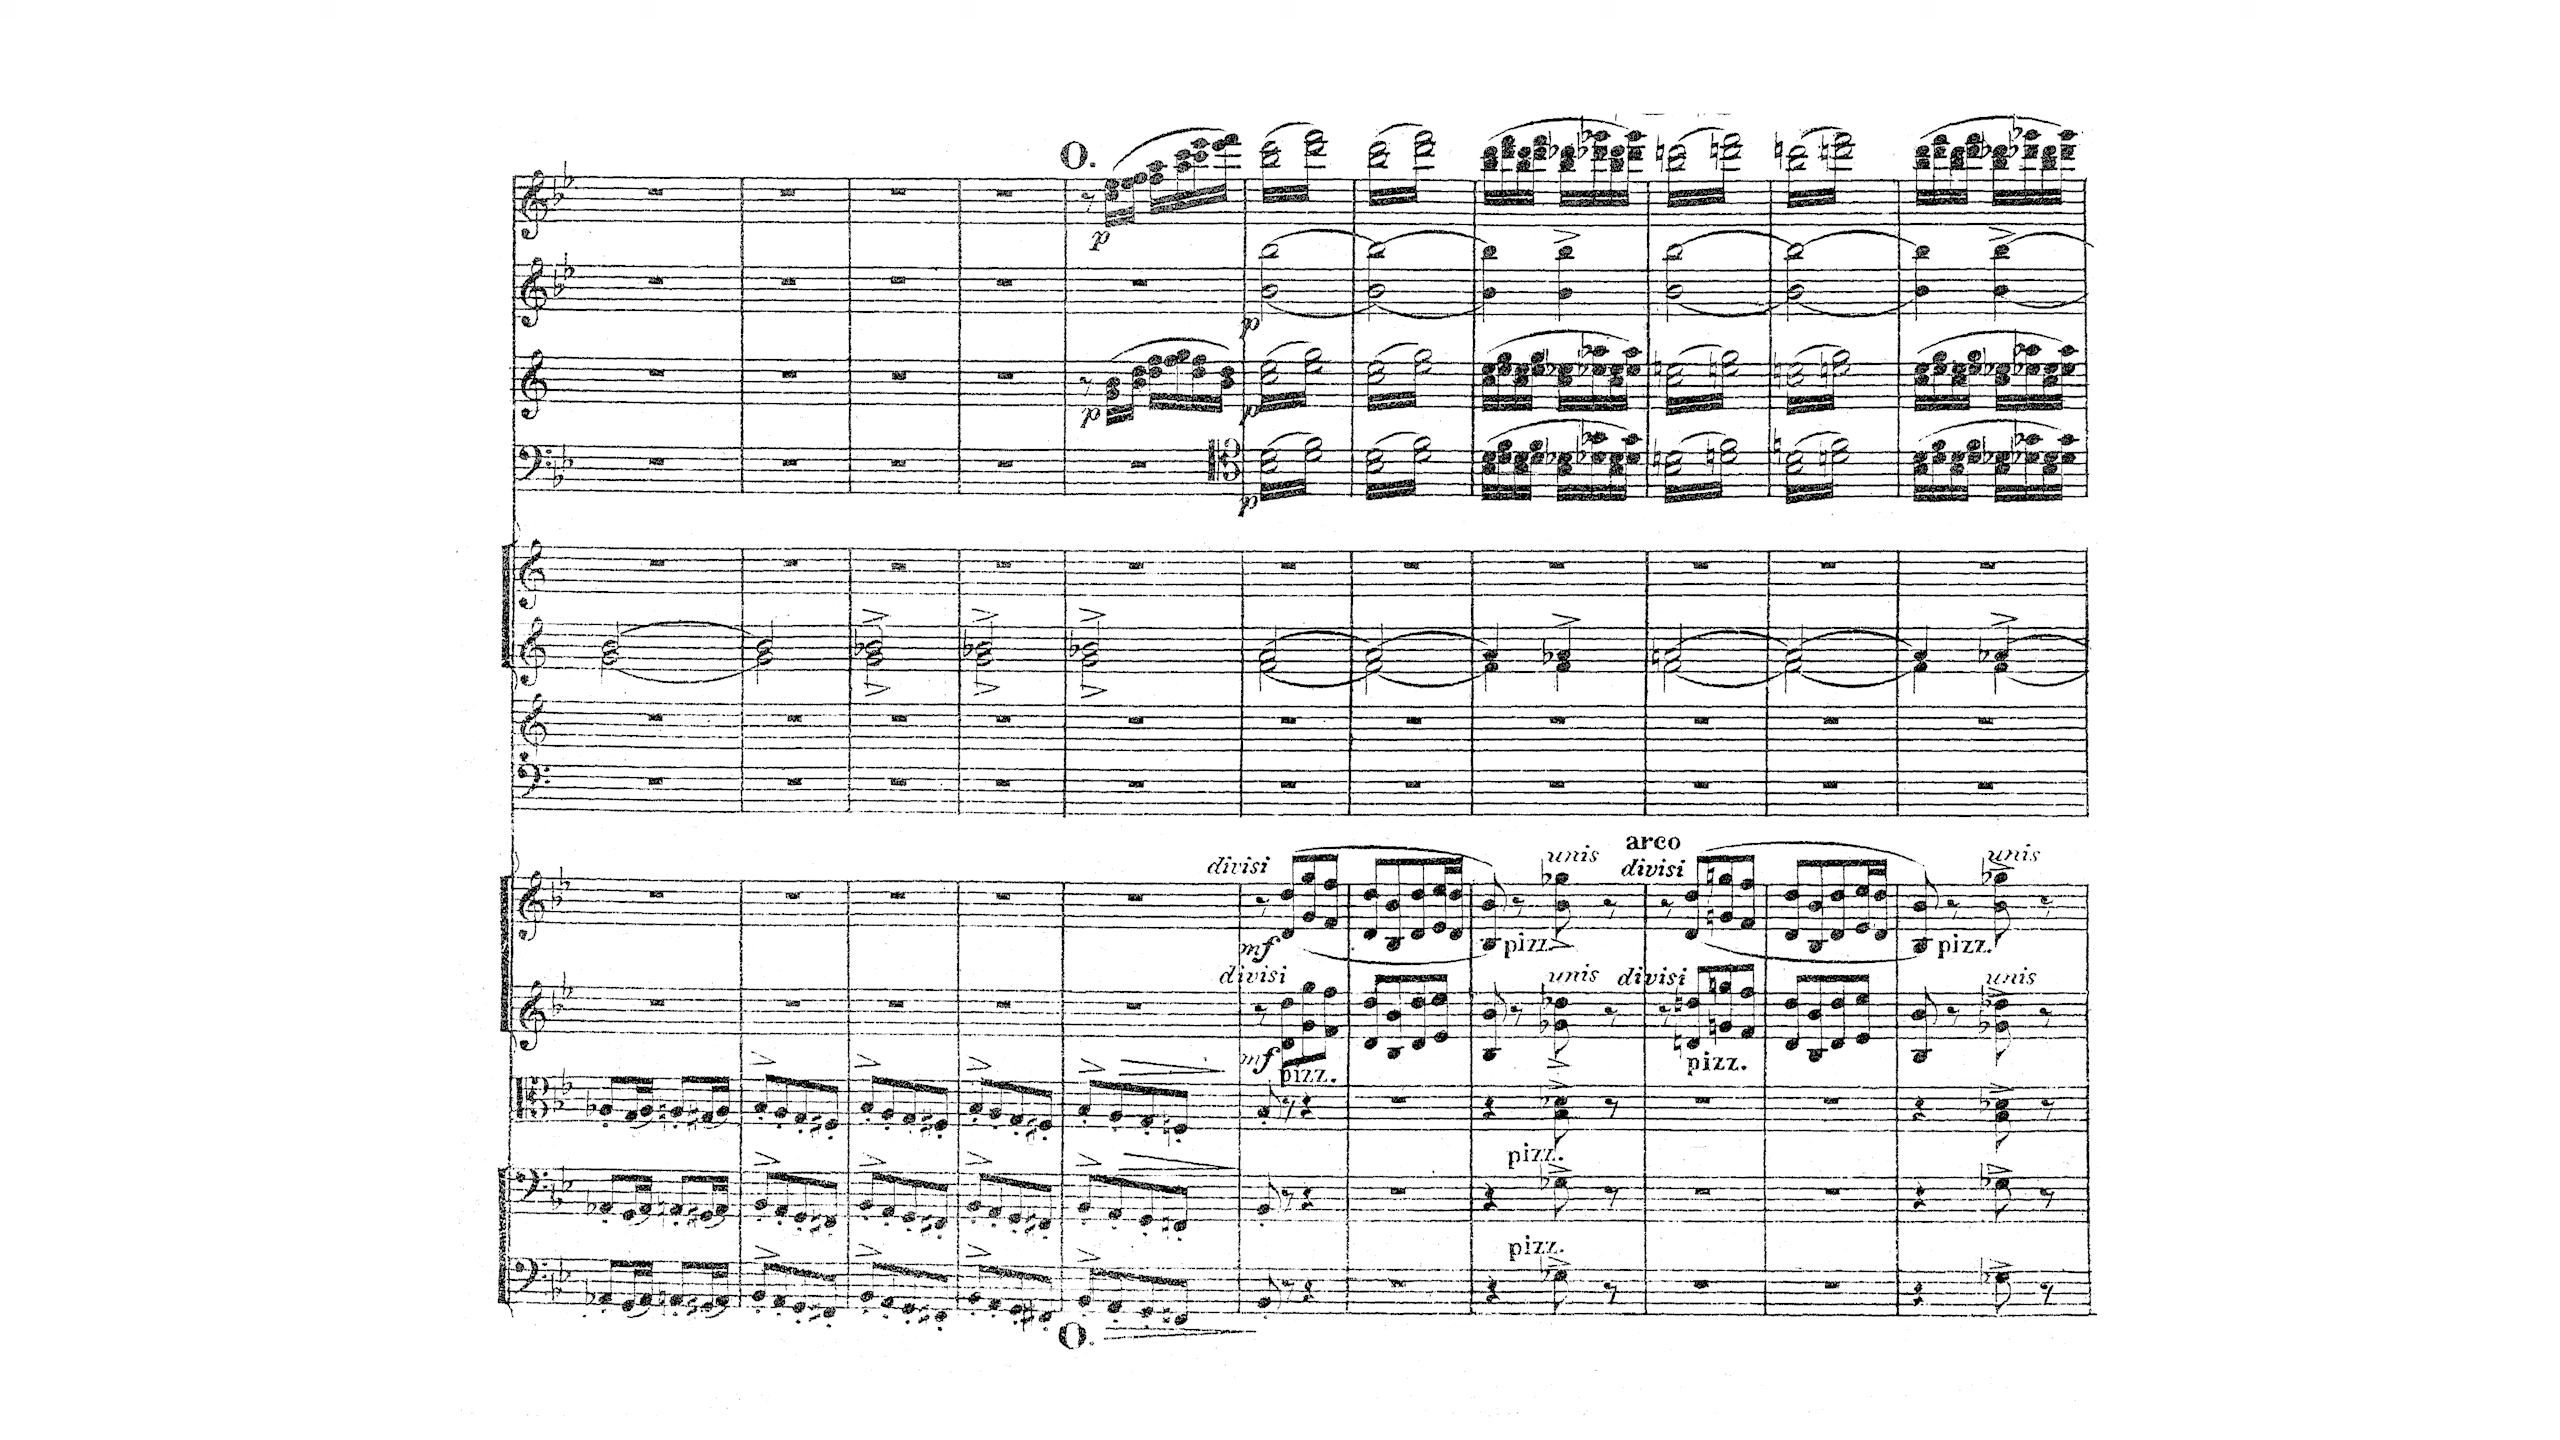 O.
p
p
p
p
p
arco
divisi unis divisi unis
mf pizz. pizz.
divisi unis divisi unis
mf pizz. pizz.
pizz.
pizz.
O.